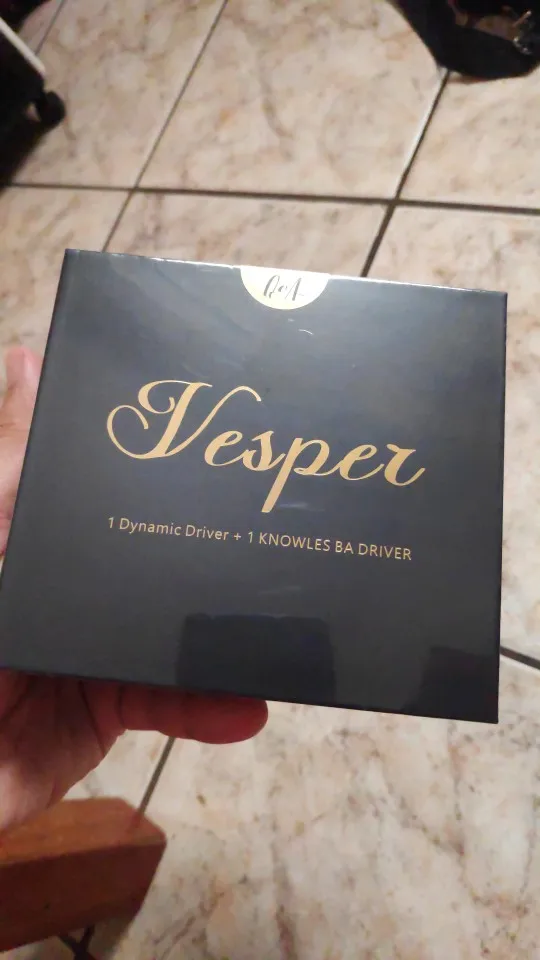 QoA
Vesper
1 Dynamic Driver + 1 KNOWLES BA DRIVER